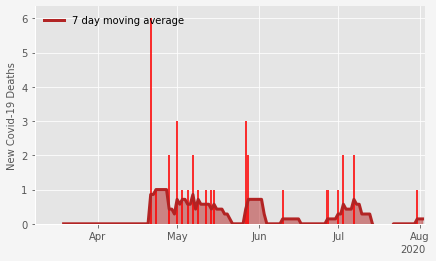 7 day moving average
New Covid-19 Deaths
6
5
4
3
2
1
0
Apr
May
Jun
Jul
Aug
2020